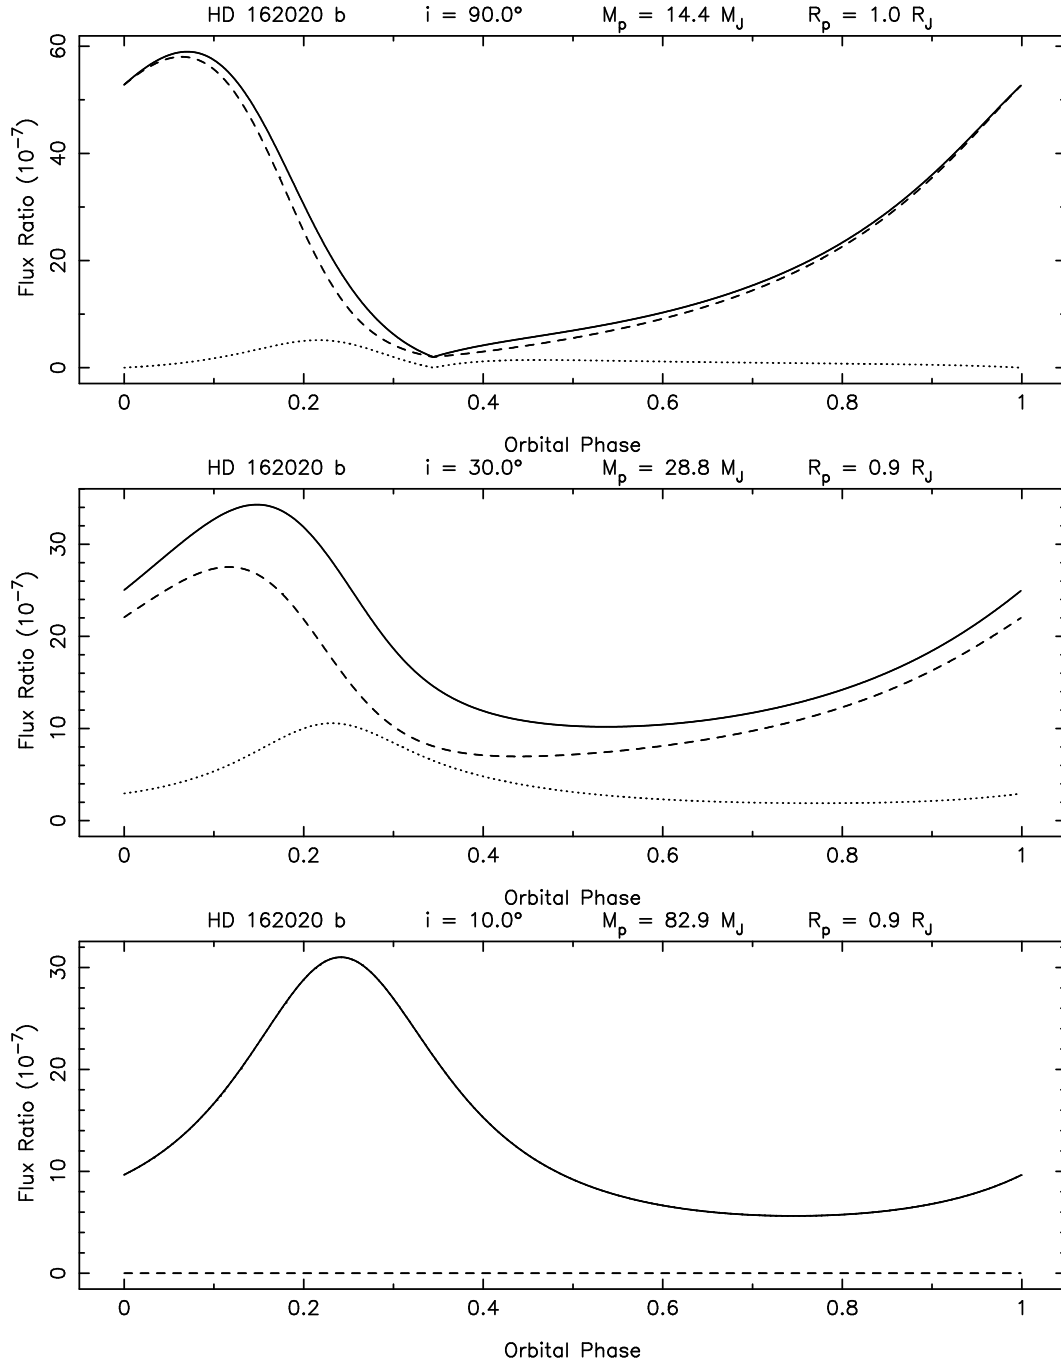 HD 162020 b i = 90.0° M_p = 14.4 M_J R_p = 1.0 R_J
60
40
20
0
Flux Ratio (10^-7)
0 0.2 0.4 0.6 0.8 1
Orbital Phase
HD 162020 b i = 30.0° M_p = 28.8 M_J R_p = 0.9 R_J
30
20
10
0
Flux Ratio (10^-7)
0 0.2 0.4 0.6 0.8 1
Orbital Phase
HD 162020 b i = 10.0° M_p = 82.9 M_J R_p = 0.9 R_J
30
20
10
0
Flux Ratio (10^-7)
0 0.2 0.4 0.6 0.8 1
Orbital Phase